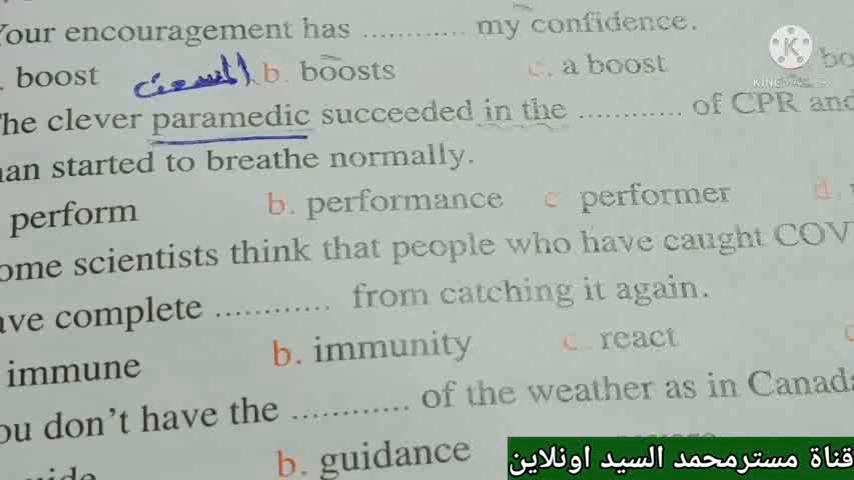 Your encouragement has ............ my confidence.
boost المسعف b. boosts c. a boost bo
he clever paramedic succeeded in the ............ of CPR and
an started to breathe normally.
perform b. performance c performer d.
ome scientists think that people who have caught COV
ave complete ............ from catching it again.
immune b. immunity c. react
ou don't have the ............ of the weather as in Canada
b. guidance
قناة مسترمحمد السيد اونلاين
K